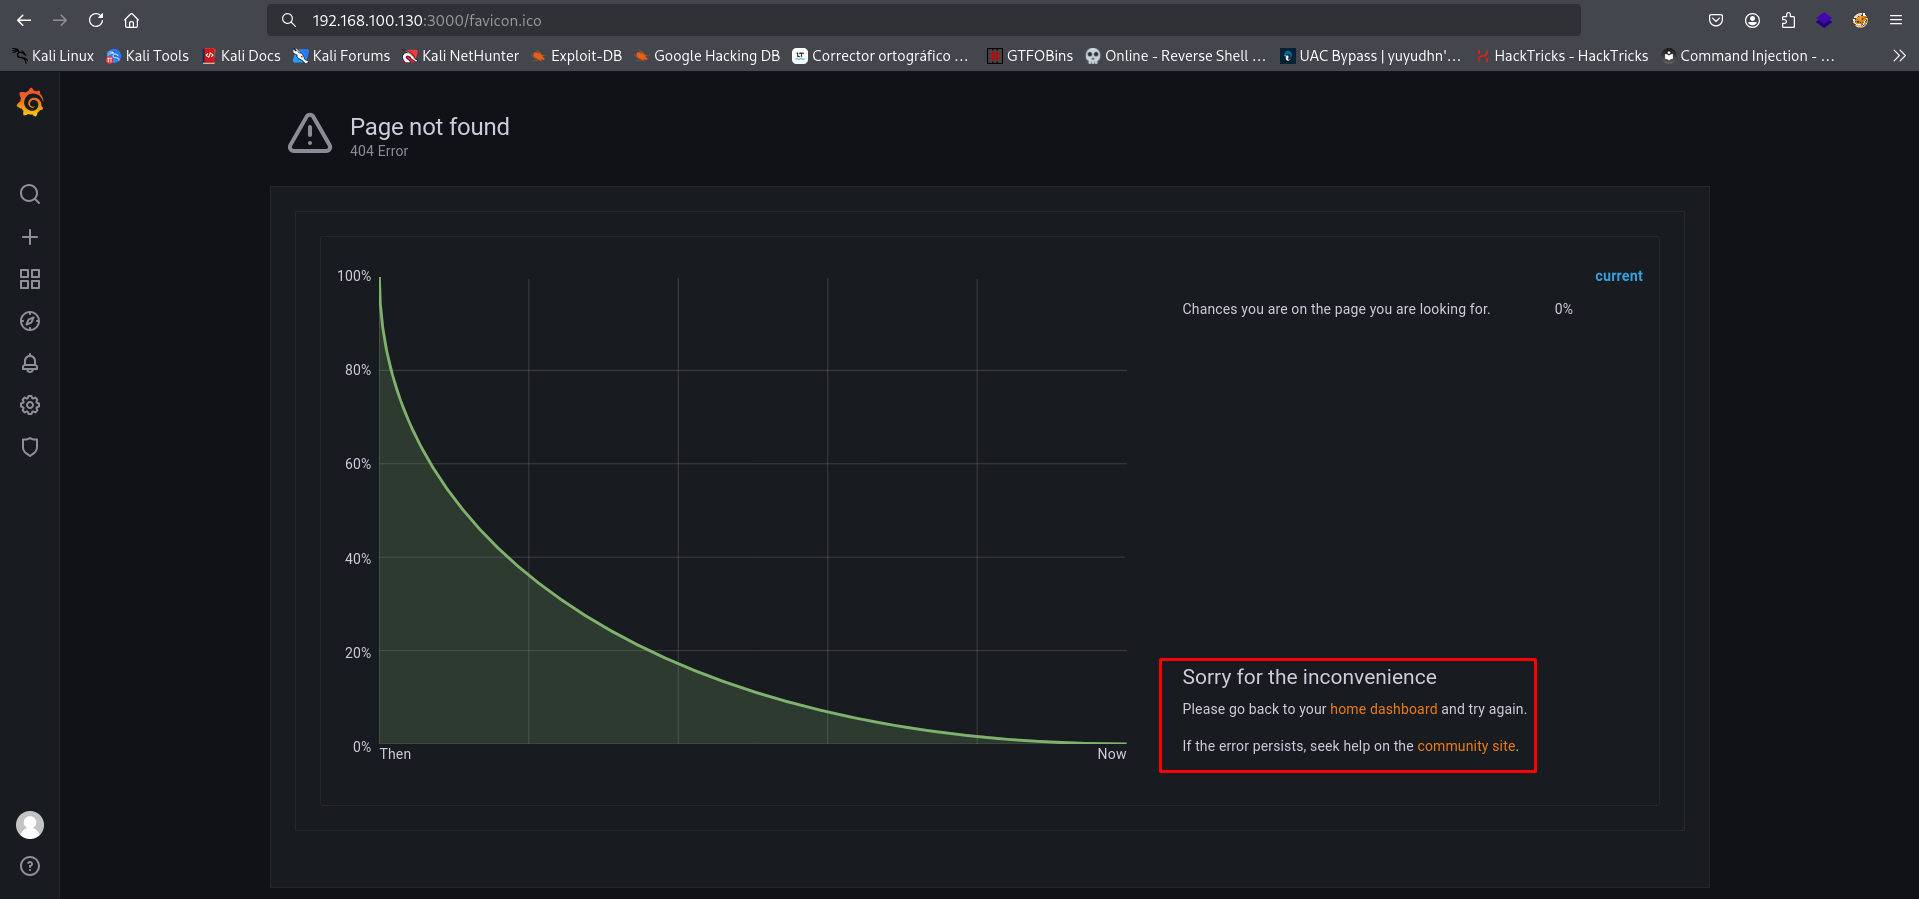 192.168.100.130:3000/favicon.ico
Kali Linux Kali Tools Kali Docs Kali Forums Kali NetHunter Exploit-DB Google Hacking DB Corrector ortográfico … GTFOBins Online - Reverse Shell … UAC Bypass | yuyudhn'… HackTricks - HackTricks Command Injection - …
Page not found
404 Error
100%
80%
60%
40%
20%
0%
Then Now
current
Chances you are on the page you are looking for. 0%
Sorry for the inconvenience
Please go back to your home dashboard and try again.
If the error persists, seek help on the community site.